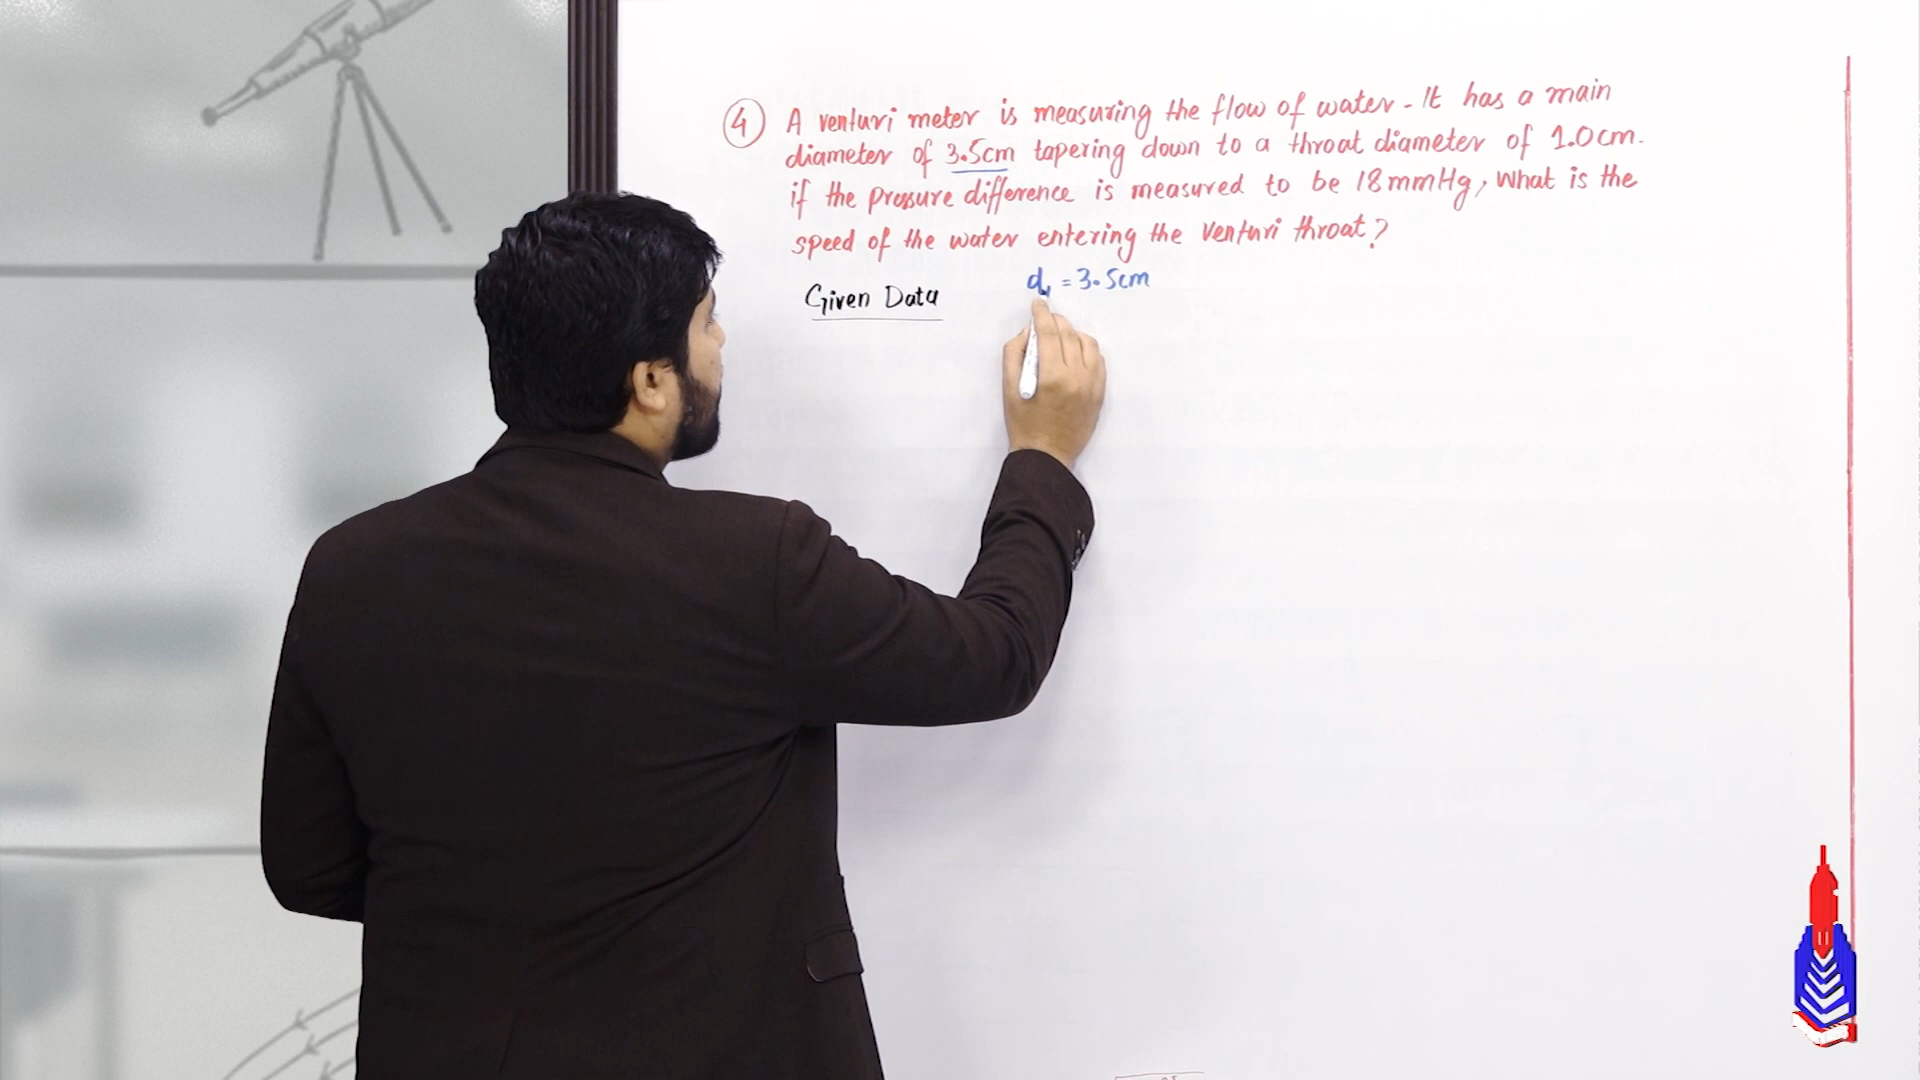 4 A venturi meter is measuring the flow of water. It has a main
diameter of 3.5cm tapering down to a throat diameter of 1.0cm.
if the pressure difference is measured to be 18mmHg, What is the
speed of the water entering the venturi throat?
Given Data d₁ = 3.5cm